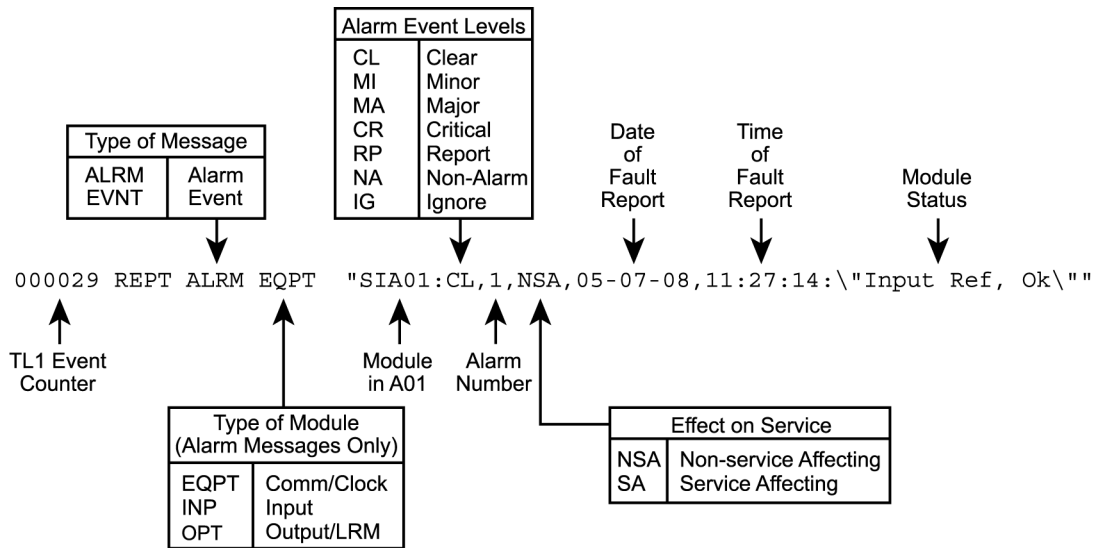 Alarm Event Levels
CL Clear
MI Minor
MA Major
CR Critical
RP Report
NA Non-Alarm
IG Ignore
Type of Message
ALRM Alarm
EVNT Event
Date
of
Fault
Report
Time
of
Fault
Report
Module
Status
000029 REPT ALRM EQPT "SIA01:CL,1,NSA,05-07-08,11:27:14:\"Input Ref, Ok\""
TL1 Event
Counter
Module
in A01
Alarm
Number
Type of Module
(Alarm Messages Only)
EQPT Comm/Clock
INP Input
OPT Output/LRM
Effect on Service
NSA Non-service Affecting
SA Service Affecting